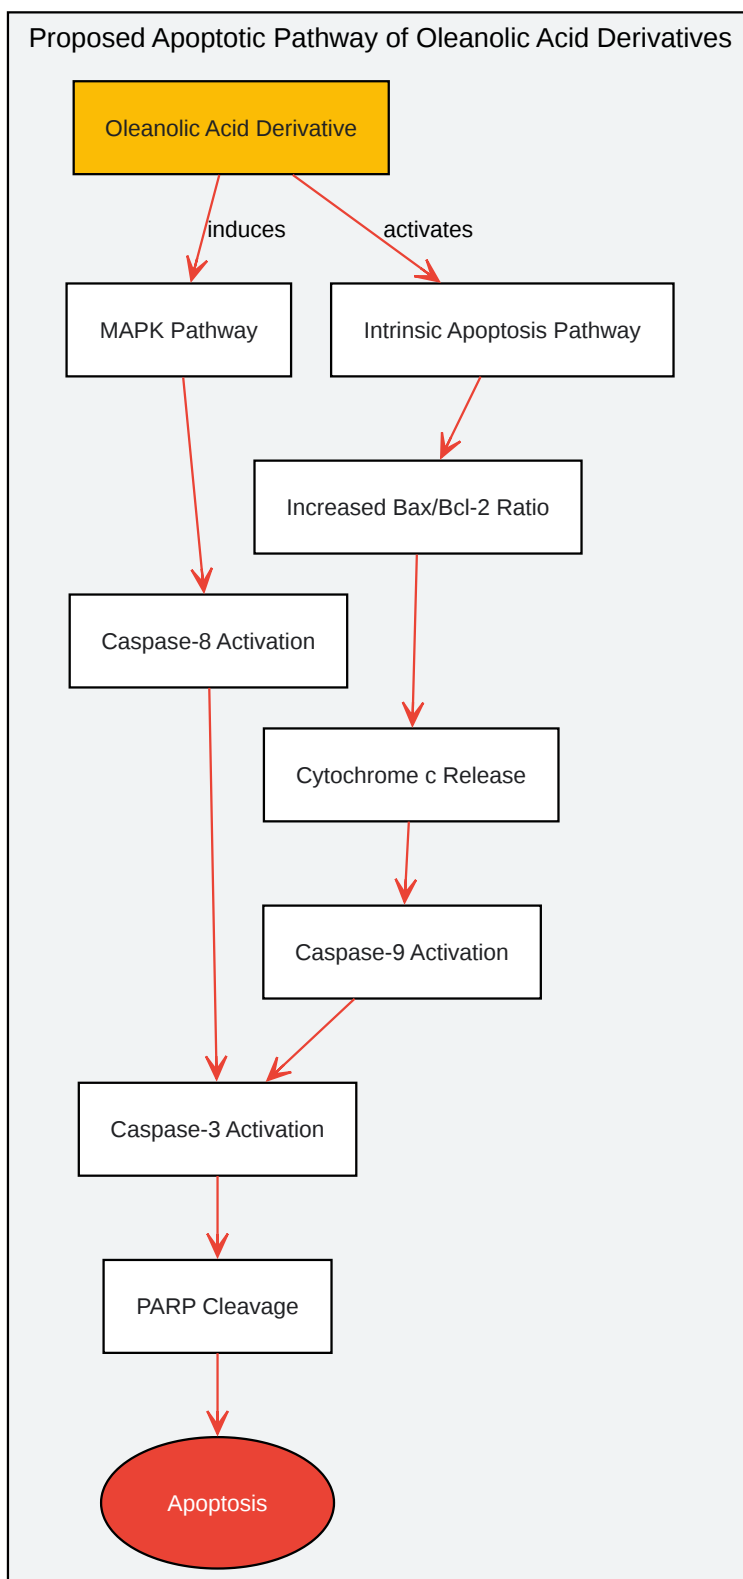 Proposed Apoptotic Pathway of Oleanolic Acid Derivatives
Oleanolic Acid Derivative
induces
activates
MAPK Pathway
Intrinsic Apoptosis Pathway
Increased Bax/Bcl-2 Ratio
Caspase-8 Activation
Cytochrome c Release
Caspase-9 Activation
Caspase-3 Activation
PARP Cleavage
Apoptosis